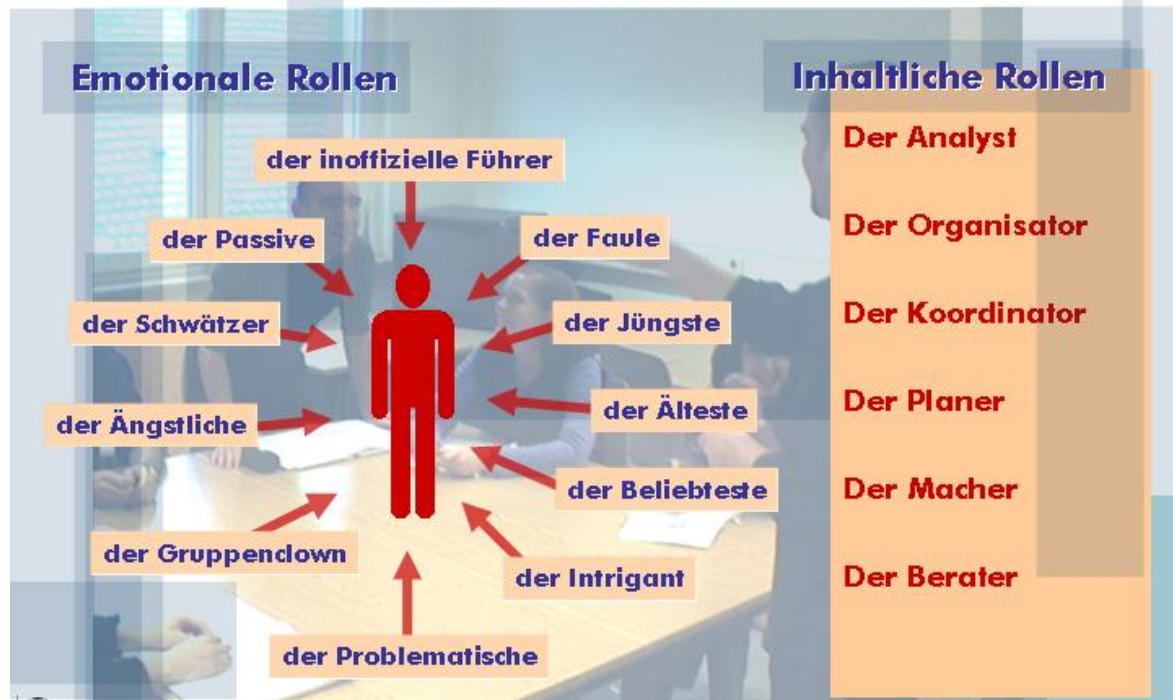 Emotionale Rollen
Inhaltliche Rollen
der inoffizielle Führer
der Passive
der Faule
der Schwätzer
der Jüngste
der Ängstliche
der Älteste
der Beliebteste
der Gruppenclown
der Intrigant
der Problematische
Der Analyst
Der Organisator
Der Koordinator
Der Planer
Der Macher
Der Berater